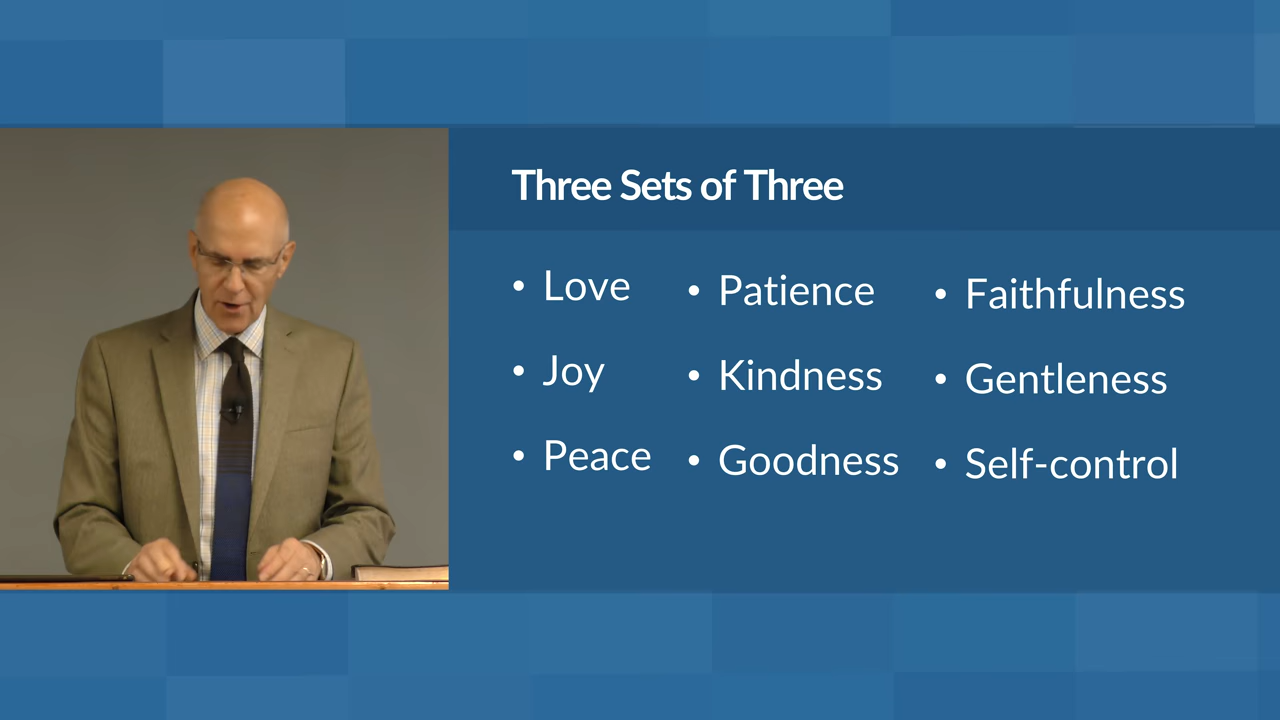 Three Sets of Three
• Love
• Joy
• Peace
• Patience
• Kindness
• Goodness
• Faithfulness
• Gentleness
• Self-control